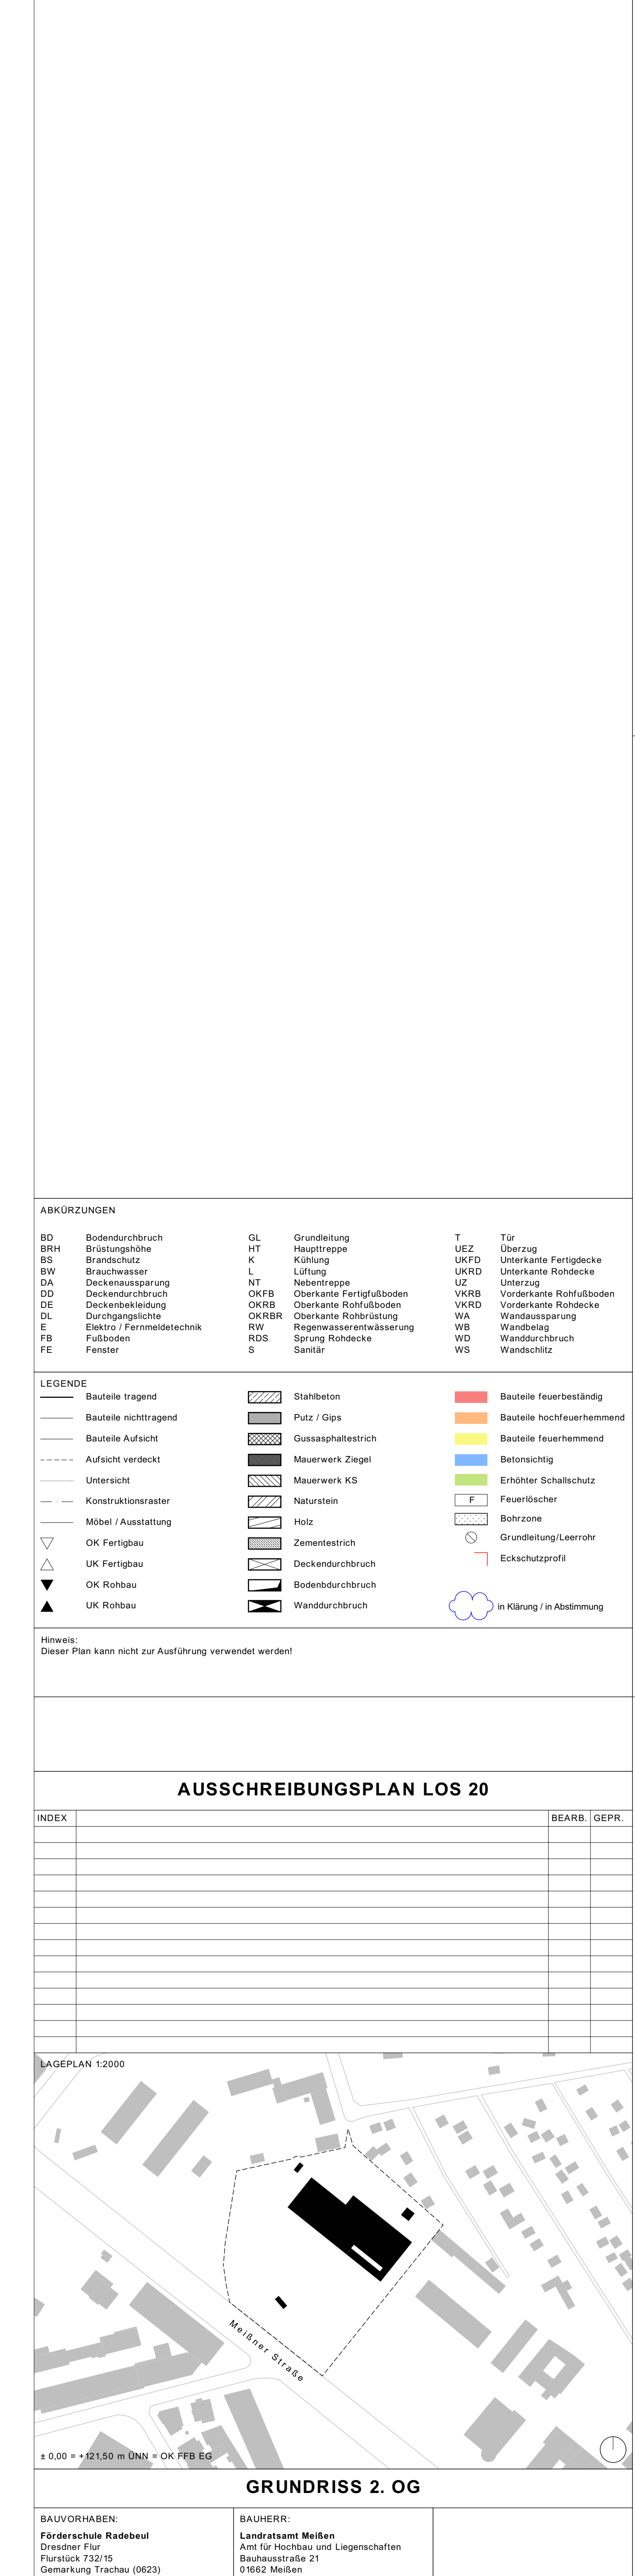 ABKÜRZUNGEN
BD Bodendurchbruch
BRH Brüstungshöhe
BS Brandschutz
BW Brauchwasser
DA Deckenaussparung
DD Deckendurchbruch
DE Deckenbekleidung
DL Durchgangslichte
E Elektro / Fernmeldetechnik
FB Fußboden
FE Fenster
GL Grundleitung
HT Haupttreppe
K Kühlung
L Lüftung
NT Nebentreppe
OKFB Oberkante Fertigfußboden
OKRB Oberkante Rohfußboden
OKRBR Oberkante Rohbrüstung
RW Regenwasserentwässerung
RDS Sprung Rohdecke
S Sanitär
T Tür
UEZ Überzug
UKFD Unterkante Fertigdecke
UKRD Unterkante Rohdecke
UZ Unterzug
VKRB Vorderkante Rohfußboden
VKRD Vorderkante Rohdecke
WA Wandaussparung
WB Wandbelag
WD Wanddurchbruch
WS Wandschlitz
LEGENDE
Bauteile tragend
Bauteile nichttragend
Bauteile Aufsicht
Aufsicht verdeckt
Untersicht
Konstruktionsraster
Möbel / Ausstattung
OK Fertigbau
UK Fertigbau
OK Rohbau
UK Rohbau
Stahlbeton
Putz / Gips
Gussasphaltestrich
Mauerwerk Ziegel
Mauerwerk KS
Naturstein
Holz
Zementestrich
Deckendurchbruch
Bodenbdurchbruch
Wanddurchbruch
Bauteile feuerbeständig
Bauteile hochfeuerhemmend
Bauteile feuerhemmend
Betonsichtig
Erhöhter Schallschutz
F Feuerlöscher
Bohrzone
Grundleitung/Leerrohr
Eckschutzprofil
in Klärung / in Abstimmung
Hinweis:
Dieser Plan kann nicht zur Ausführung verwendet werden!
AUSSCHREIBUNGSPLAN LOS 20
INDEX BEARB. GEPR.
LAGEPLAN 1:2000
Meißner Straße
± 0,00 = +121,50 m ÜNN = OK FFB EG
GRUNDRISS 2. OG
BAUVORHABEN:
Förderschule Radebeul
Dresdner Flur
Flurstück 732/15
Gemarkung Trachau (0623)
BAUHERR:
Landratsamt Meißen
Amt für Hochbau und Liegenschaften
Bauhausstraße 21
01662 Meißen